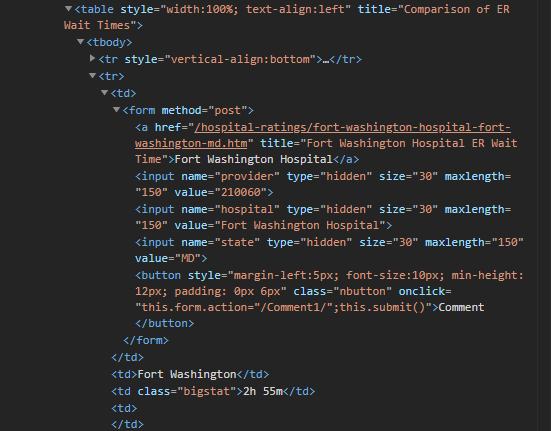 ▼<table style="width:100%; text-align:left" title="Comparison of ER
Wait Times">
▼<tbody>
▶<tr style="vertical-align:bottom">…</tr>
▼<tr>
▼<td>
▼<form method="post">
<a href="/hospital-ratings/fort-washington-hospital-fort-
washington-md.htm" title="Fort Washington Hospital ER Wait
Time">Fort Washington Hospital</a>
<input name="provider" type="hidden" size="30" maxlength=
"150" value="210060">
<input name="hospital" type="hidden" size="30" maxlength=
"150" value="Fort Washington Hospital">
<input name="state" type="hidden" size="30" maxlength="150"
value="MD">
<button style="margin-left:5px; font-size:10px; min-height:
12px; padding: 0px 6px" class="nbutton" onclick=
"this.form.action="/Comment1/";this.submit()">Comment
</button>
</form>
</td>
<td>Fort Washington</td>
<td class="bigstat">2h 55m</td>
<td>
</td>